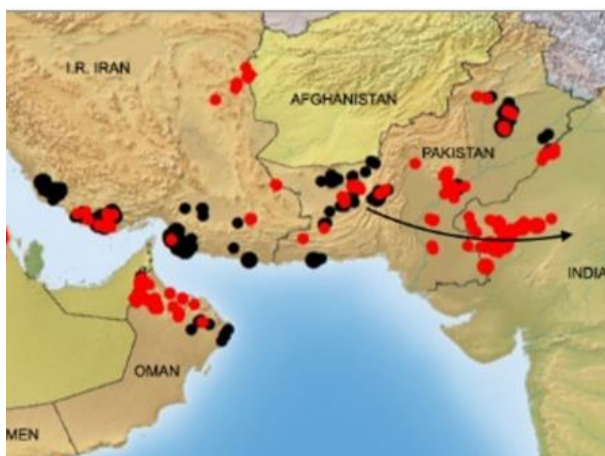 I.R. IRAN
AFGHANISTAN
PAKISTAN
INDIA
OMAN
MEN